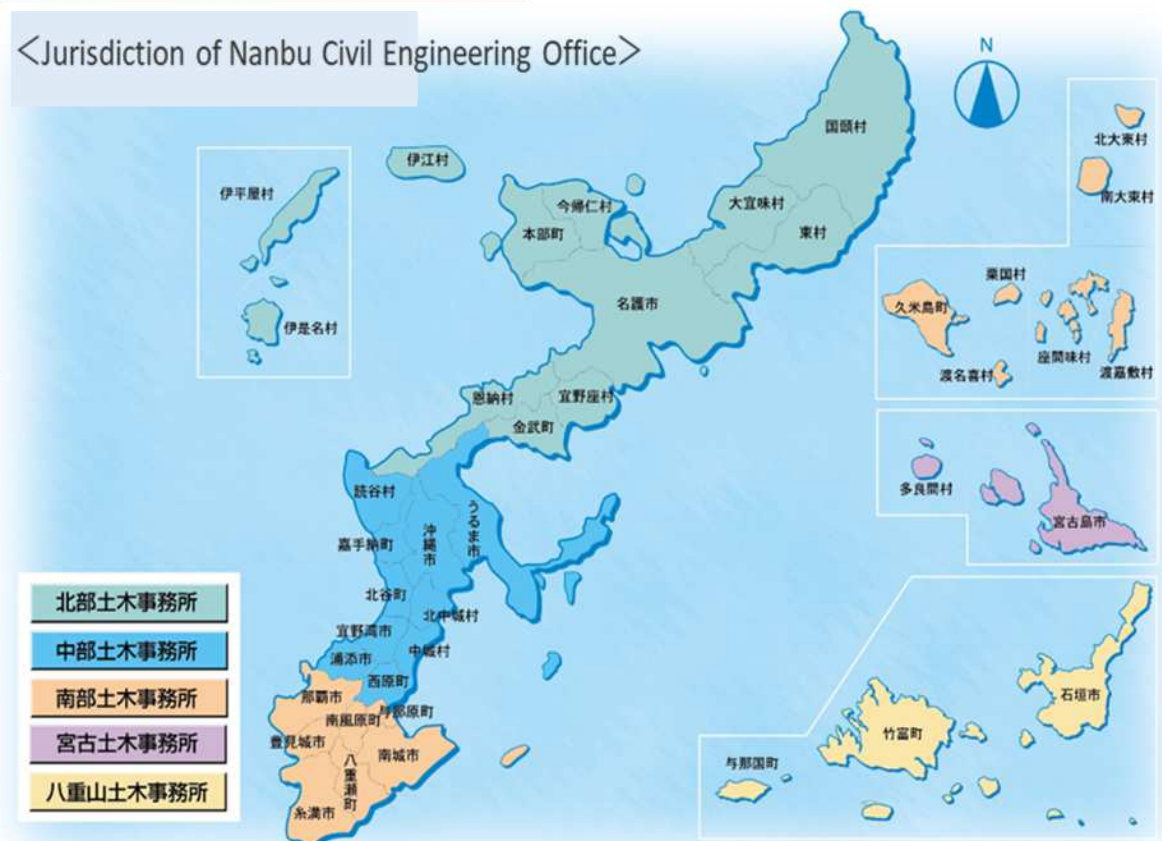 <Jurisdiction of Nanbu Civil Engineering Office>
N
国頭村
北大東村
南大東村
伊江村
伊平屋村
今帰仁村
大宜味村
本部町
東村
粟国村
名護市
久米島町
伊是名村
座間味村
渡嘉敷村
渡名喜村
恩納村
宜野座村
金武町
読谷村
多良間村
宮古島市
うるま市
沖縄市
嘉手納町
北谷町
北中城村
宜野湾市
中城村
浦添市
西原町
那覇市
与那原町
南風原町
豊見城市
南城市
八重瀬町
糸満市
石垣市
竹富町
与那国町
北部土木事務所
中部土木事務所
南部土木事務所
宮古土木事務所
八重山土木事務所